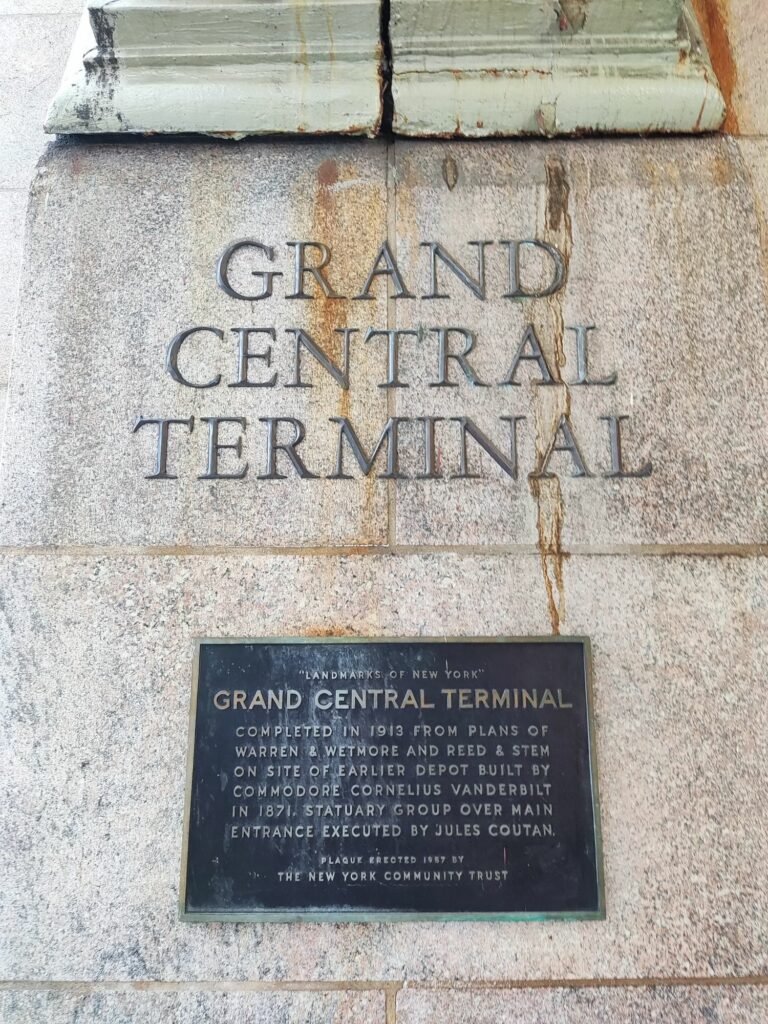 GRAND
CENTRAL
TERMINAL
"LANDMARKS OF NEW YORK"
GRAND CENTRAL TERMINAL
COMPLETED IN 1913 FROM PLANS OF
WARREN & WETMORE AND REED & STEM
ON SITE OF EARLIER DEPOT BUILT BY
COMMODORE CORNELIUS VANDERBILT
IN 1871. STATUARY GROUP OVER MAIN
ENTRANCE EXECUTED BY JULES COUTAN.
PLAQUE ERECTED 1957 BY
THE NEW YORK COMMUNITY TRUST